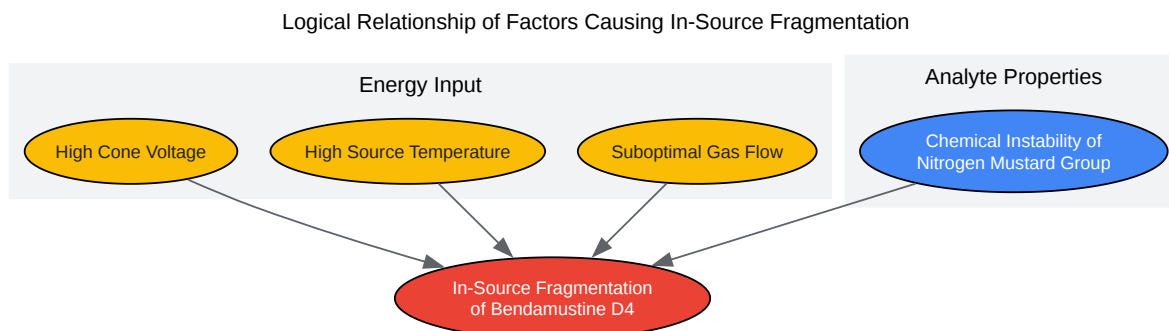 Logical Relationship of Factors Causing In-Source Fragmentation
Energy Input
Analyte Properties
High Cone Voltage
High Source Temperature
Suboptimal Gas Flow
Chemical Instability of
Nitrogen Mustard Group
In-Source Fragmentation
of Bendamustine D4